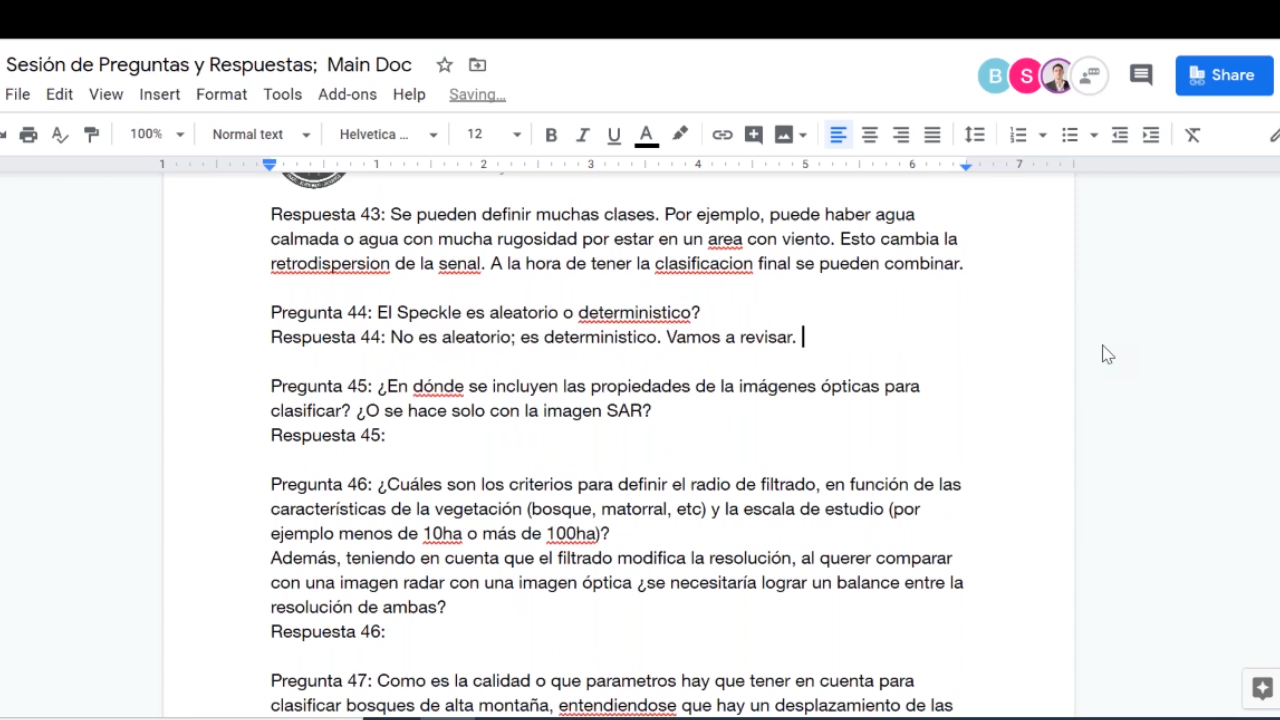 Sesión de Preguntas y Respuestas;  Main Doc
B S
Share
File Edit View Insert Format Tools Add-ons Help Saving...
100% Normal text Helvetica ... 12 B I U A
1 1 2 3 4 5 6 7
Respuesta 43: Se pueden definir muchas clases. Por ejemplo, puede haber agua
calmada o agua con mucha rugosidad por estar en un area con viento. Esto cambia la
retrodispersion de la senal. A la hora de tener la clasificacion final se pueden combinar.
Pregunta 44: El Speckle es aleatorio o deterministico?
Respuesta 44: No es aleatorio; es deterministico. Vamos a revisar.
Pregunta 45: ¿En dónde se incluyen las propiedades de la imágenes ópticas para
clasificar? ¿O se hace solo con la imagen SAR?
Respuesta 45:
Pregunta 46: ¿Cuáles son los criterios para definir el radio de filtrado, en función de las
características de la vegetación (bosque, matorral, etc) y la escala de estudio (por
ejemplo menos de 10ha o más de 100ha)?
Además, teniendo en cuenta que el filtrado modifica la resolución, al querer comparar
con una imagen radar con una imagen óptica ¿se necesitaría lograr un balance entre la
resolución de ambas?
Respuesta 46:
Pregunta 47: Como es la calidad o que parametros hay que tener en cuenta para
clasificar bosques de alta montaña, entendiendose que hay un desplazamiento de las